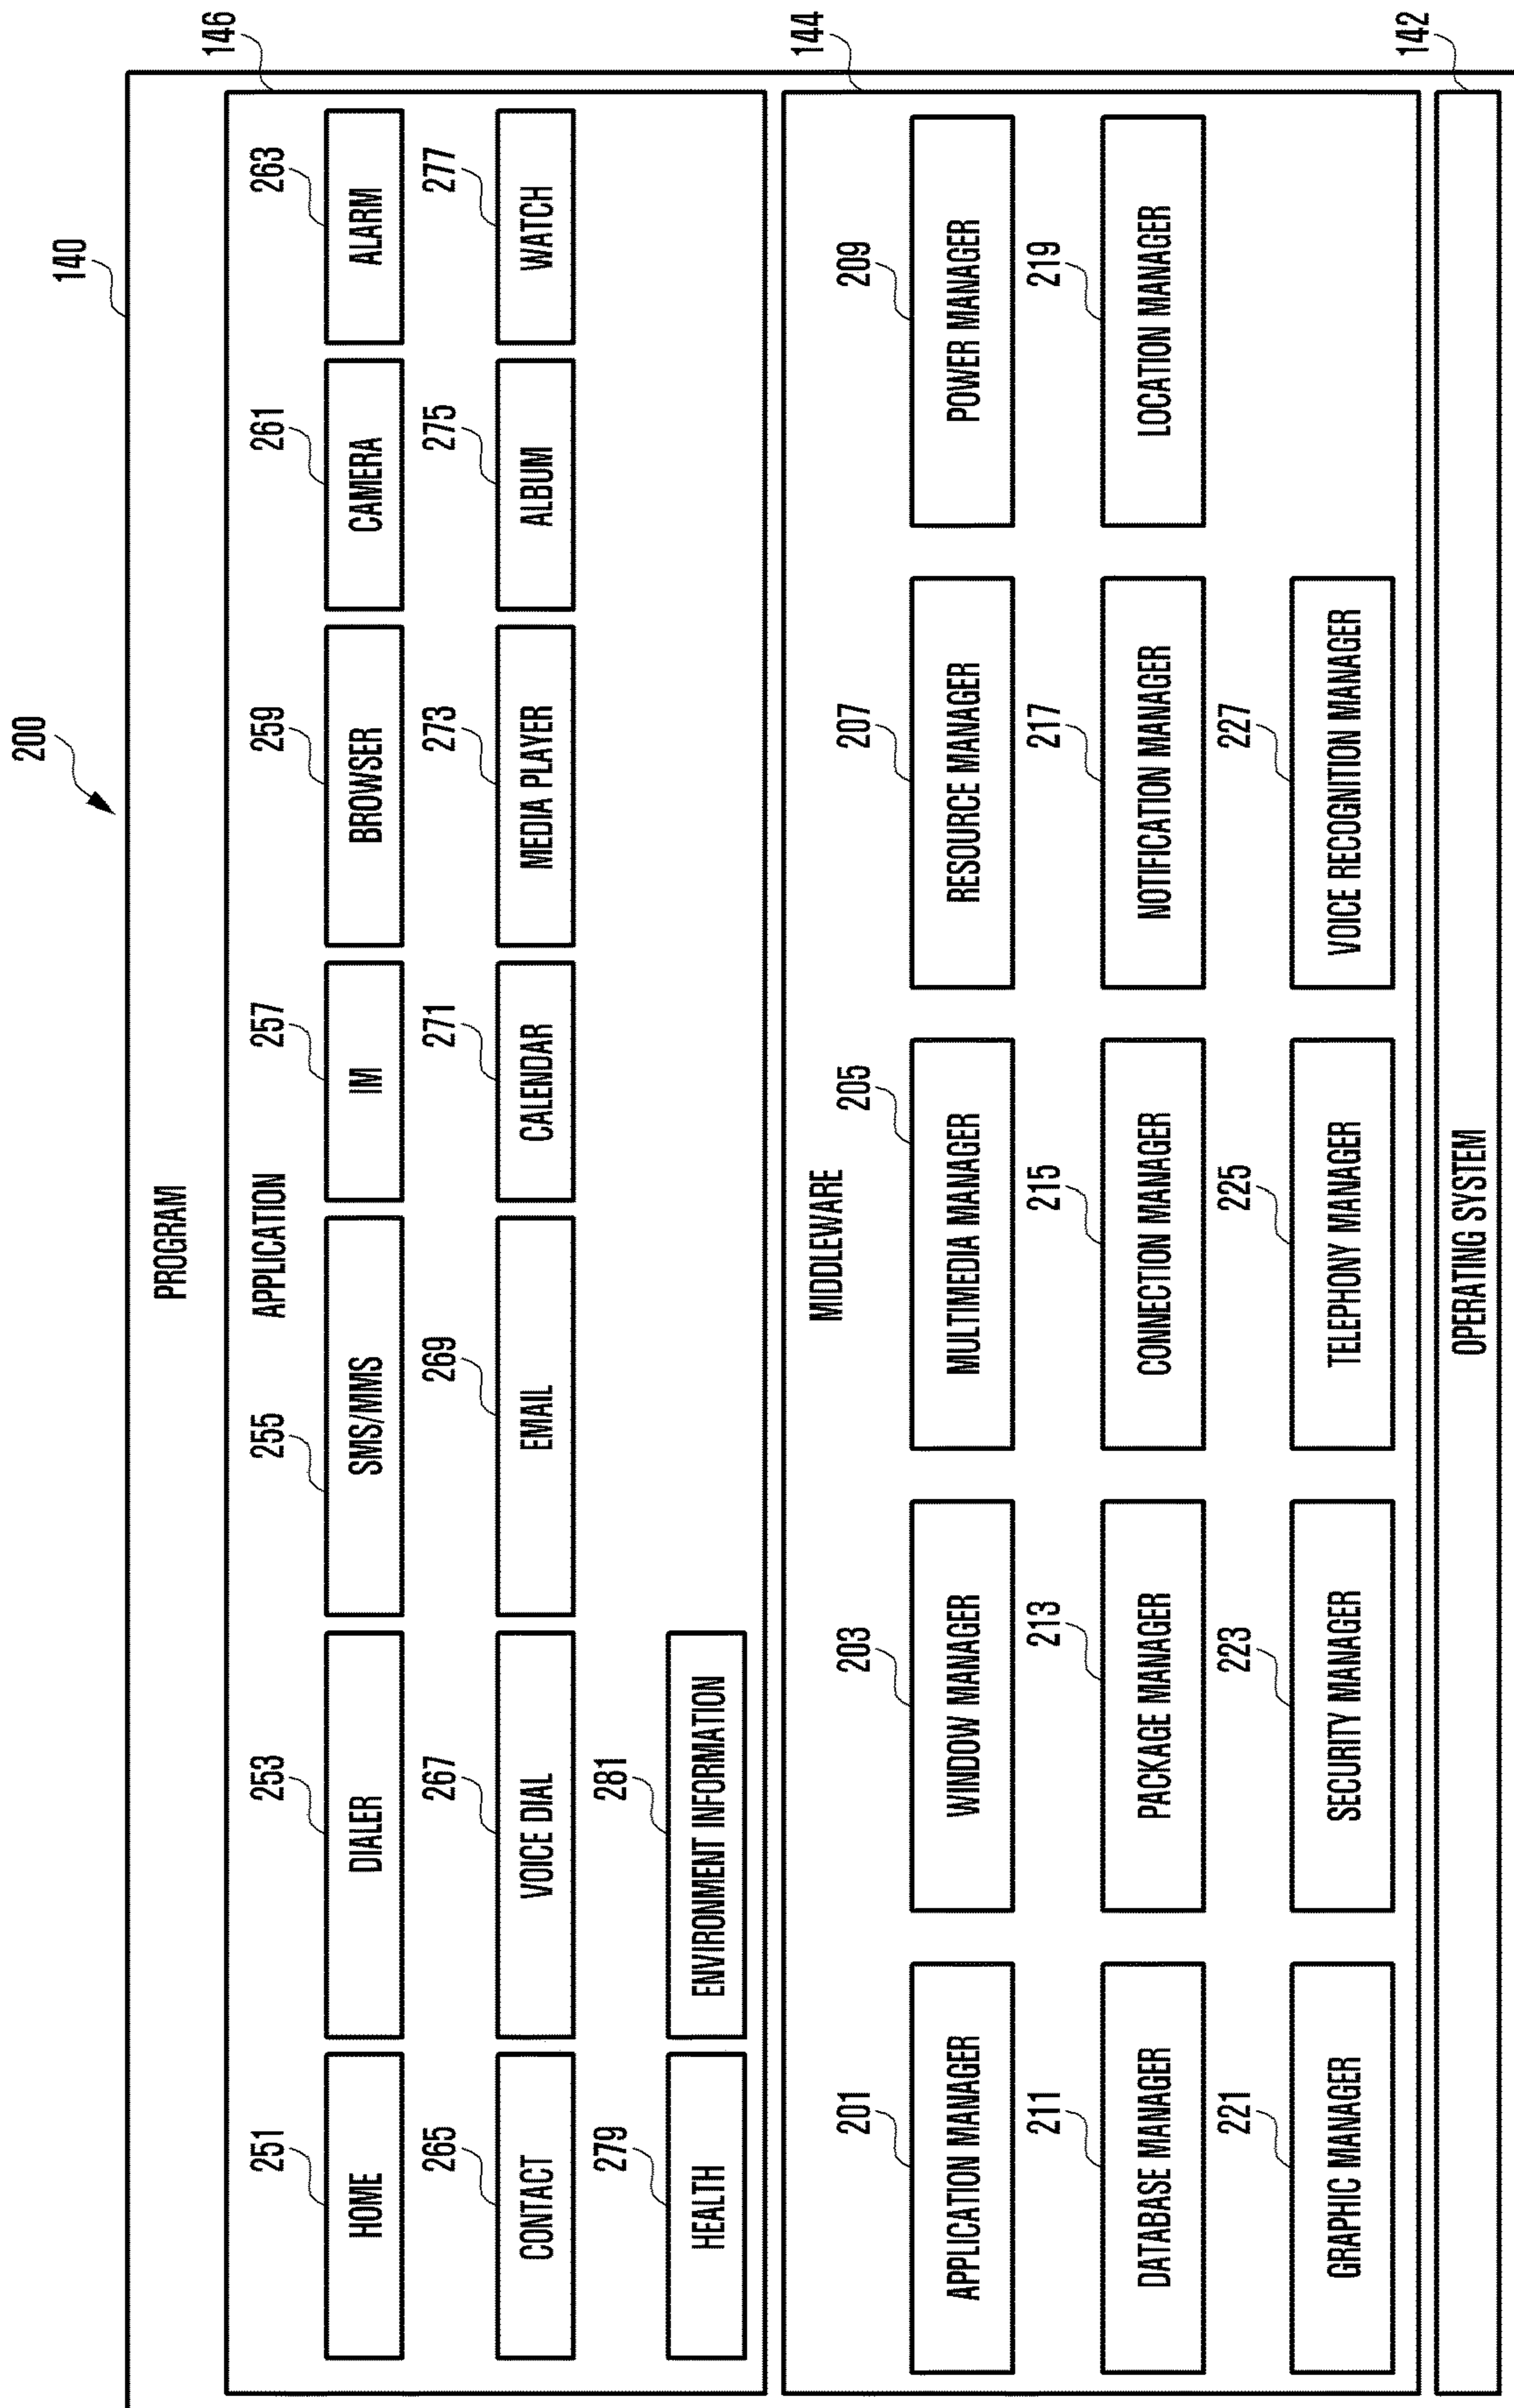 200
140
PROGRAM
146
APPLICATION
251
253
255
257
259
261
263
HOME
DIALER
SMS/MMS
IM
BROWSER
CAMERA
ALARM
265
267
269
271
273
275
277
CONTACT
VOICE DIAL
EMAIL
CALENDAR
MEDIA PLAYER
ALBUM
WATCH
279
281
HEALTH
ENVIRONMENT INFORMATION
144
MIDDLEWARE
201
203
205
207
209
APPLICATION MANAGER
WINDOW MANAGER
MULTIMEDIA MANAGER
RESOURCE MANAGER
POWER MANAGER
211
213
215
217
219
DATABASE MANAGER
PACKAGE MANAGER
CONNECTION MANAGER
NOTIFICATION MANAGER
LOCATION MANAGER
221
223
225
227
GRAPHIC MANAGER
SECURITY MANAGER
TELEPHONY MANAGER
VOICE RECOGNITION MANAGER
142
OPERATING SYSTEM